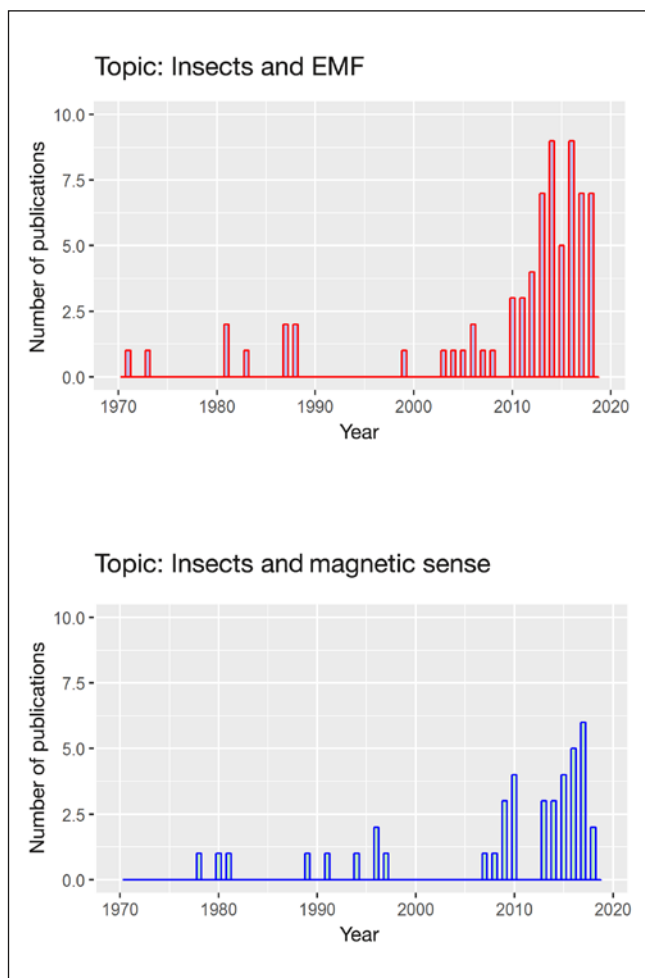 Topic: Insects and EMF
10.0
7.5
5.0
2.5
0.0
Number of publications
1970 1980 1990 2000 2010 2020
Year
Topic: Insects and magnetic sense
10.0
7.5
5.0
2.5
0.0
Number of publications
1970 1980 1990 2000 2010 2020
Year